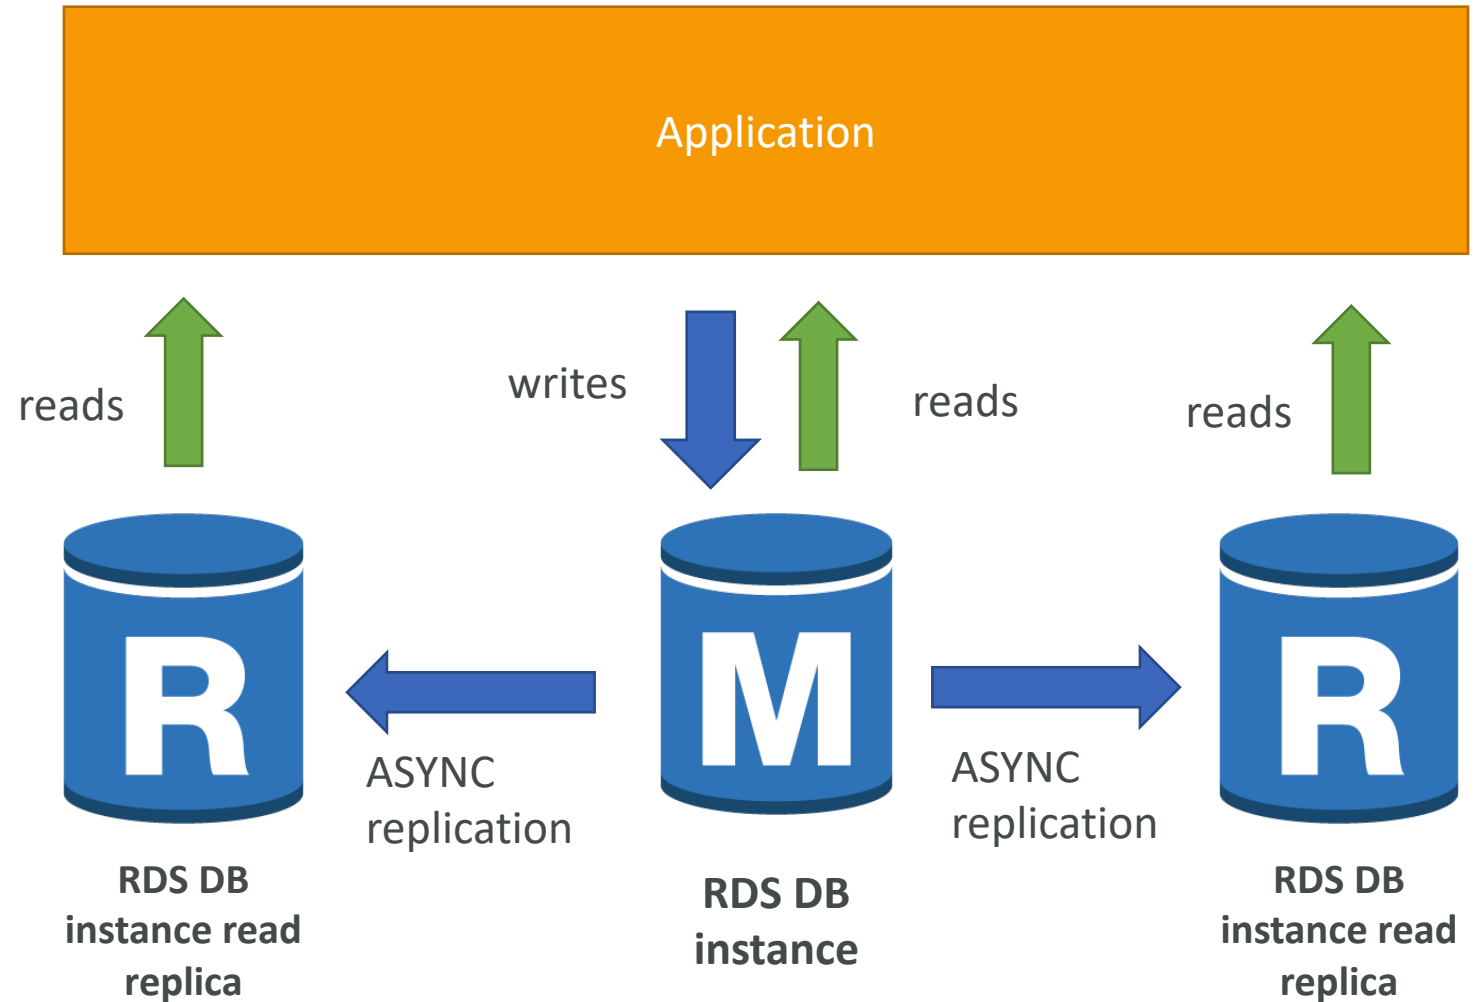 Application
reads
writes
reads
reads
R
M
R
ASYNC
replication
ASYNC
replication
RDS DB
instance read
replica
RDS DB
instance
RDS DB
instance read
replica